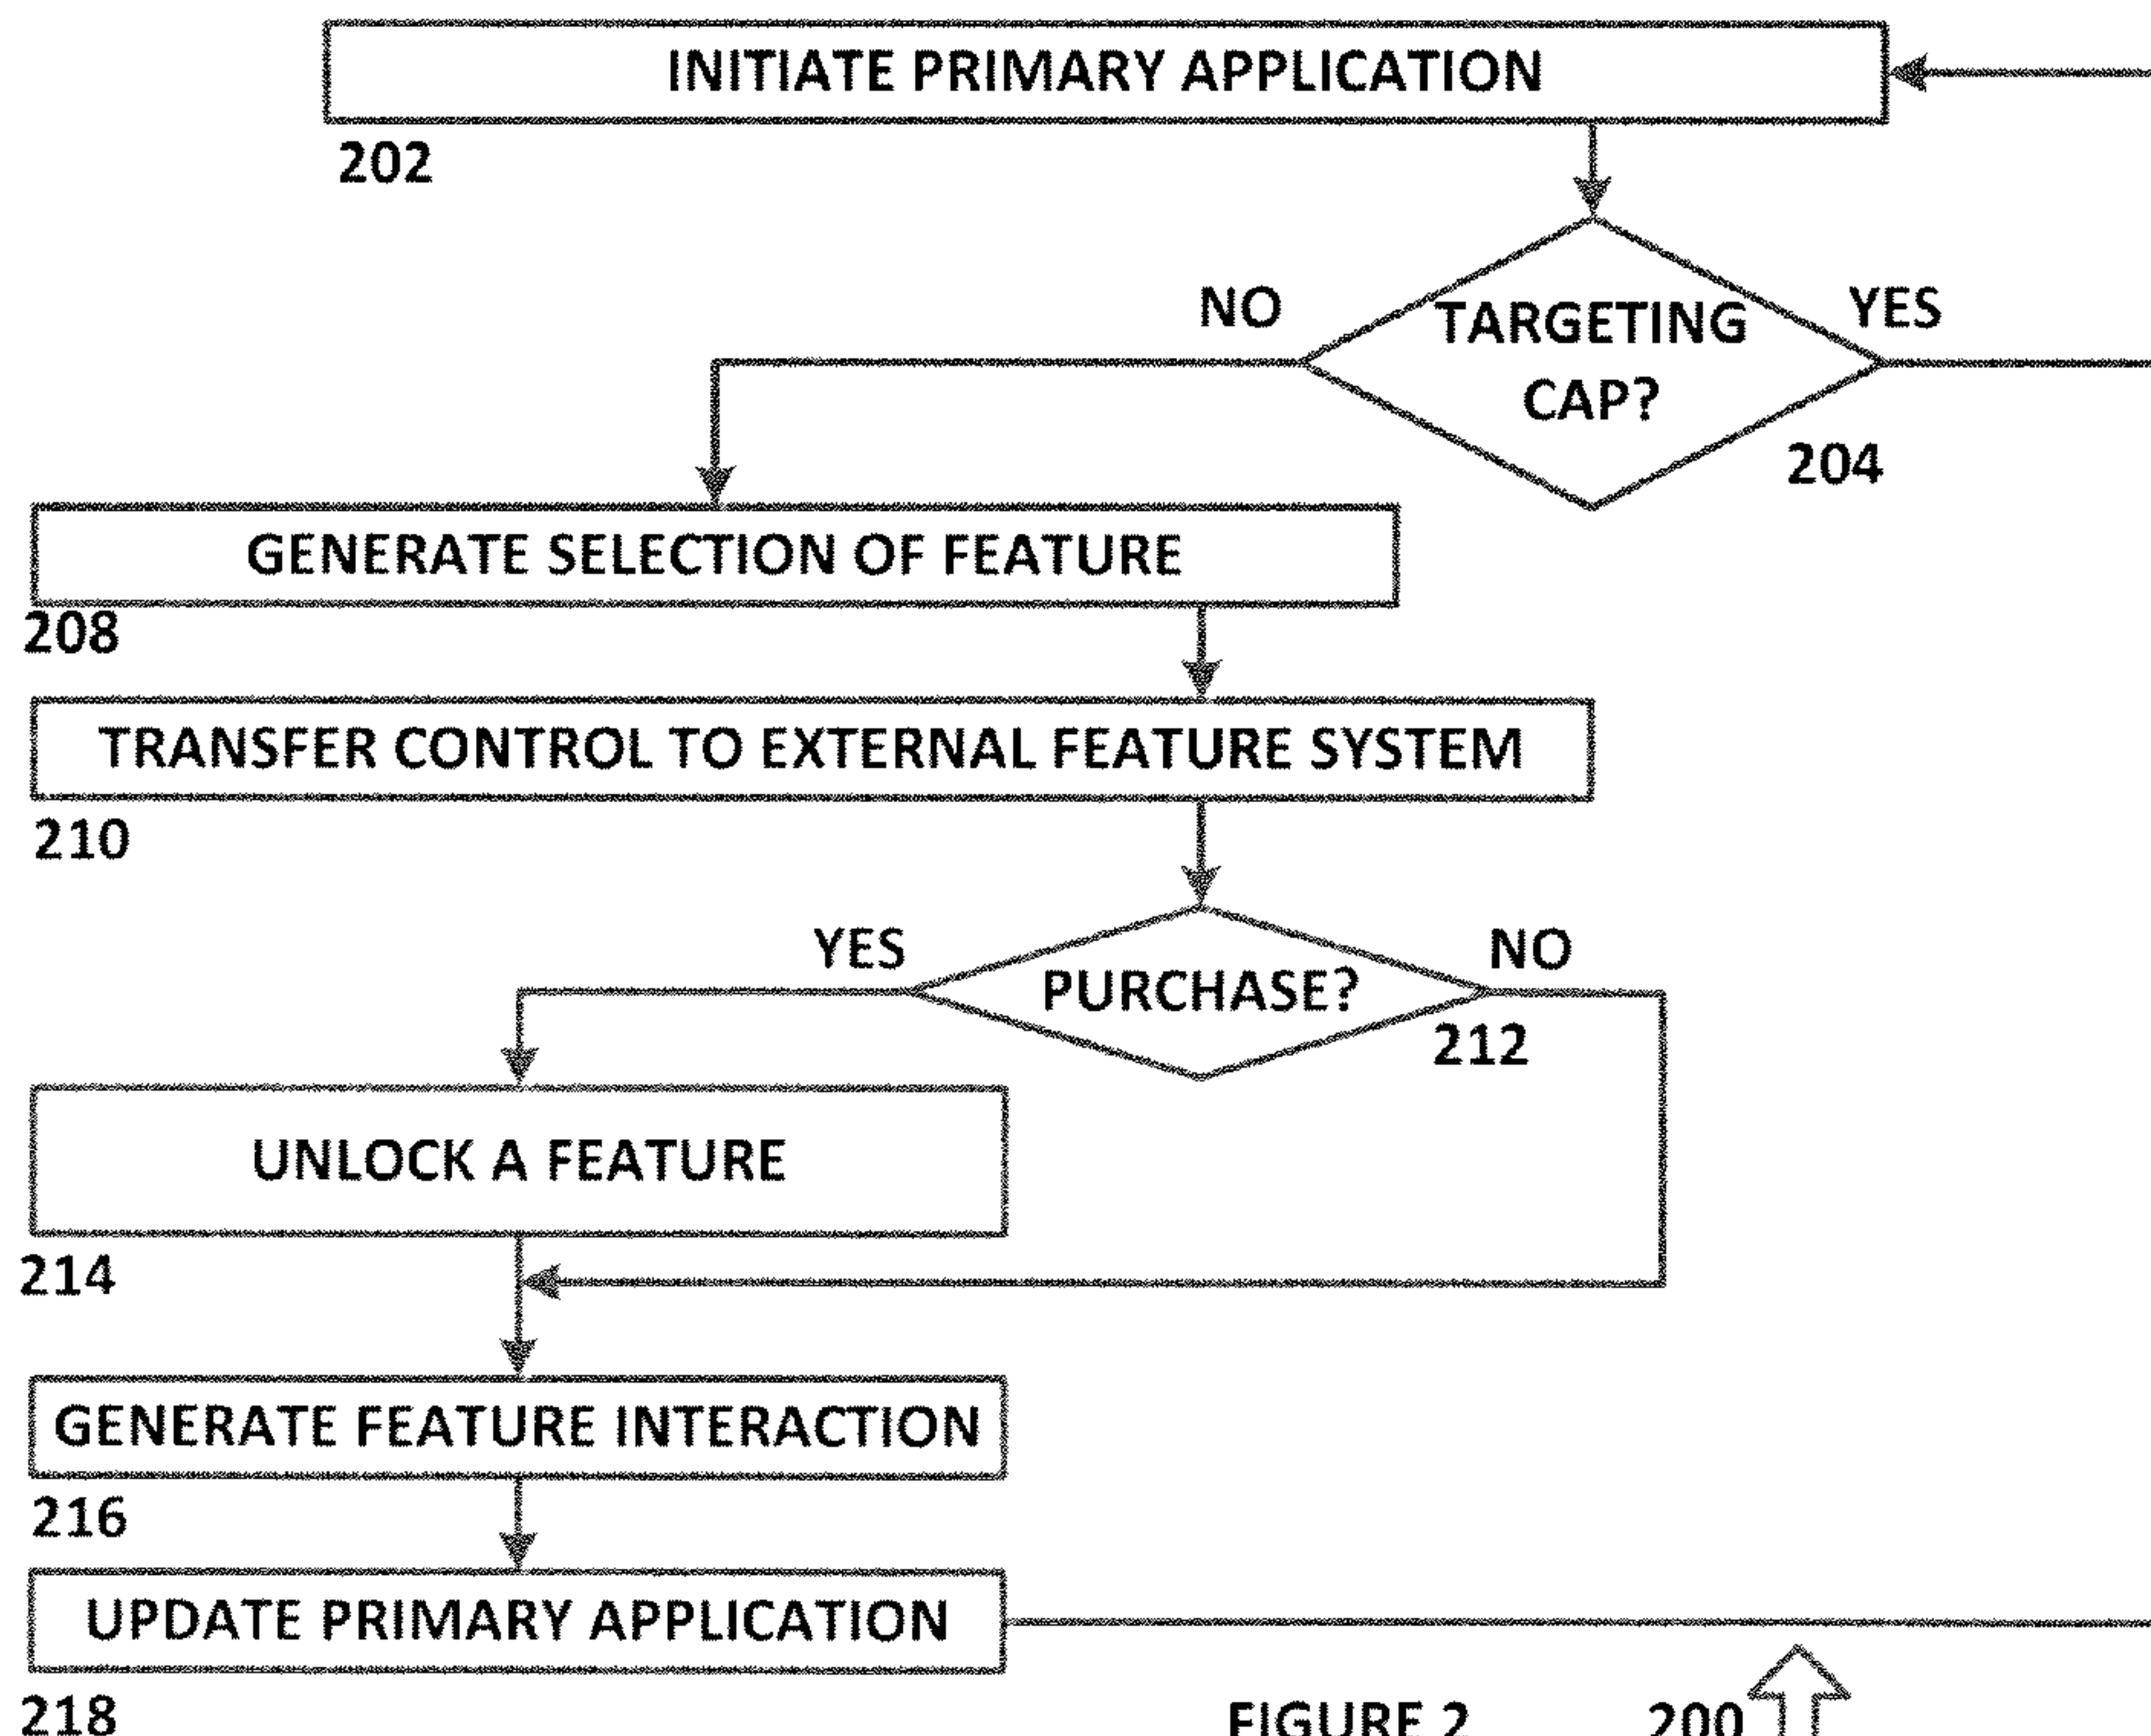 INITIATE PRIMARY APPLICATION
202
NO
TARGETING
CAP?
YES
204
GENERATE SELECTION OF FEATURE
208
TRANSFER CONTROL TO EXTERNAL FEATURE SYSTEM
210
YES
PURCHASE?
NO
212
UNLOCK A FEATURE
214
GENERATE FEATURE INTERACTION
216
UPDATE PRIMARY APPLICATION
218
FIGURE 2
200